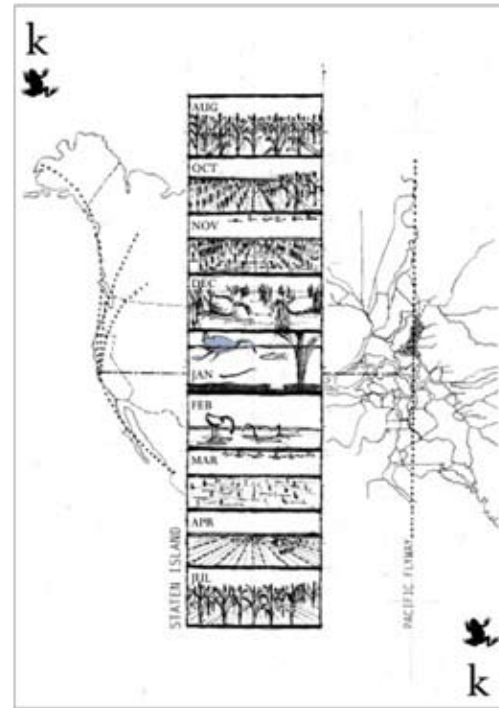 k
AUG
OCT
NOV
DEC
JAN
FEB
MAR
APR
JUL
STATEN ISLAND
PACIFIC FLYWAY
k